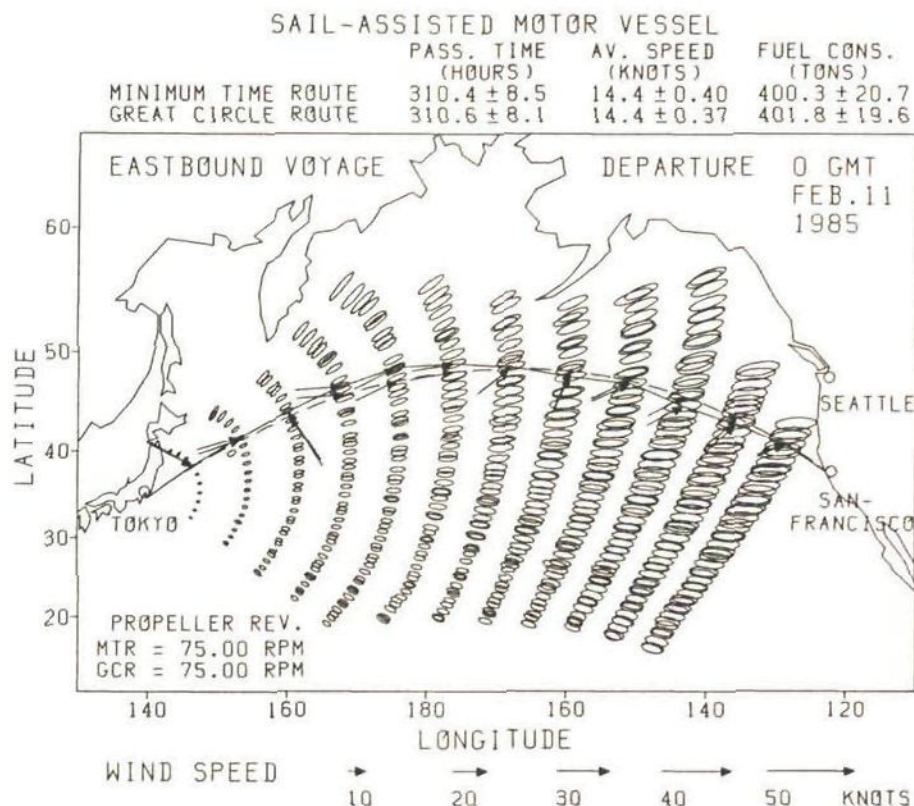 SAIL-ASSISTED MOTOR VESSEL
PASS. TIME AV. SPEED FUEL CONS.
(HOURS) (KNOTS) (TONS)
MINIMUM TIME ROUTE 310.4 ± 8.5 14.4 ± 0.40 400.3 ± 20.7
GREAT CIRCLE ROUTE 310.6 ± 8.1 14.4 ± 0.37 401.8 ± 19.6
EASTBOUND VOYAGE DEPARTURE 0 GMT
FEB.11
1985
60
50
40
30
20
LATITUDE
SEATTLE
SAN-
FRANCISCO
TOKYO
PROPELLER REV.
MTR = 75.00 RPM
GCR = 75.00 RPM
140 160 180 160 140 120
LONGITUDE
WIND SPEED
10 20 30 40 50 KNOTS